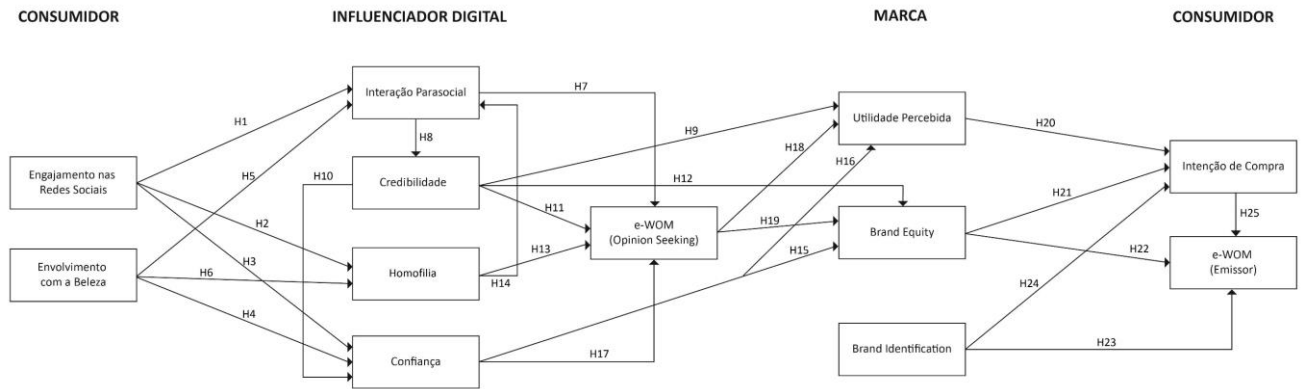 CONSUMIDOR
INFLUENCIADOR DIGITAL
MARCA
CONSUMIDOR
Interação Parasocial
H7
H1
H8
H9
Utilidade Percebida
H20
H18
H5
H16
Engajamento nas
Redes Sociais
H10
Credibilidade
H12
Intenção de Compra
H21
H11
H2
e-WOM
(Opinion Seeking)
H19
Brand Equity
H25
H13
H15
H22
e-WOM
(Emissor)
Envolvimento
com a Beleza
H6
H3
Homofilia
H14
H24
H4
Confiança
H17
Brand Identification
H23